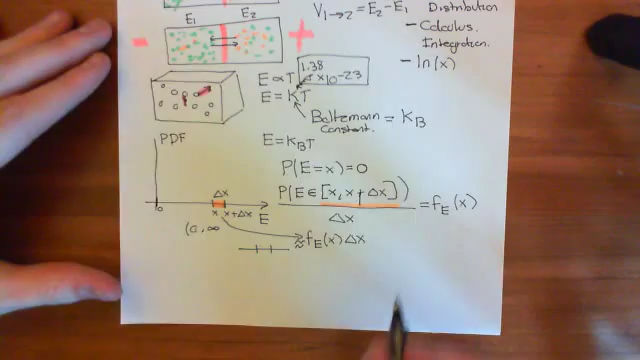 E1 E2
V1→2 = E2 - E1
Distribution
- Calculus.
Integration.
- ln(x)
- +
1.38
×10-23
E ∝ T
E = KT
Boltzmann = KB
Constant.
PDF
E = KBT
P(E=x) = 0
P(E∈[x, x+Δx]) = fE(x)
Δx
Δx
0 x x+Δx E
≈ fE(x)Δx